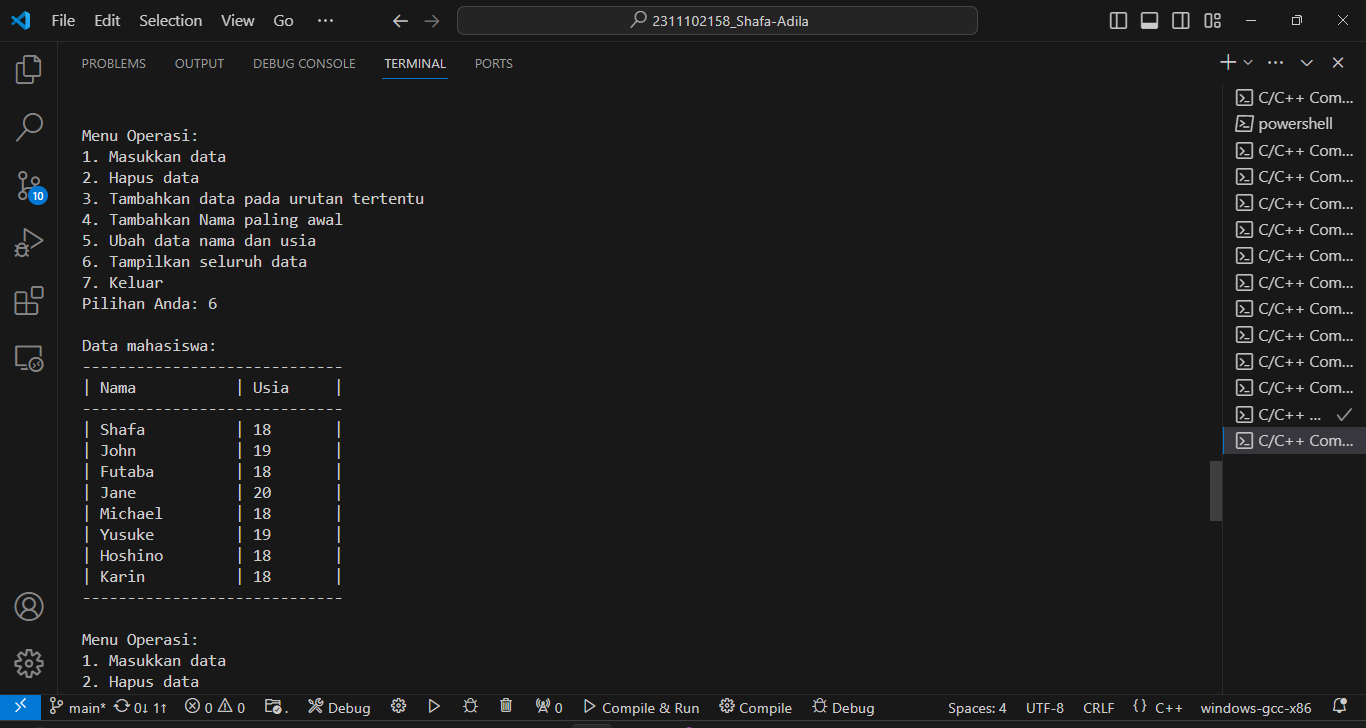 File Edit Selection View Go ··· 2311102158_Shafa-Adila
PROBLEMS OUTPUT DEBUG CONSOLE TERMINAL PORTS
Menu Operasi:
1. Masukkan data
2. Hapus data
3. Tambahkan data pada urutan tertentu
4. Tambahkan Nama paling awal
5. Ubah data nama dan usia
6. Tampilkan seluruh data
7. Keluar
Pilihan Anda: 6
Data mahasiswa:
-----------------------------
| Nama | Usia |
-----------------------------
| Shafa | 18 |
| John | 19 |
| Futaba | 18 |
| Jane | 20 |
| Michael | 18 |
| Yusuke | 19 |
| Hoshino | 18 |
| Karin | 18 |
-----------------------------
Menu Operasi:
1. Masukkan data
2. Hapus data
C/C++ Com...
powershell
C/C++ Com...
C/C++ Com...
C/C++ Com...
C/C++ Com...
C/C++ Com...
C/C++ Com...
C/C++ Com...
C/C++ Com...
C/C++ Com...
C/C++ Com...
C/C++ ...
C/C++ Com...
10
main* 0↓ 1↑ 0 0 . Debug 0 Compile & Run Compile Debug Spaces: 4 UTF-8 CRLF {} C++ windows-gcc-x86